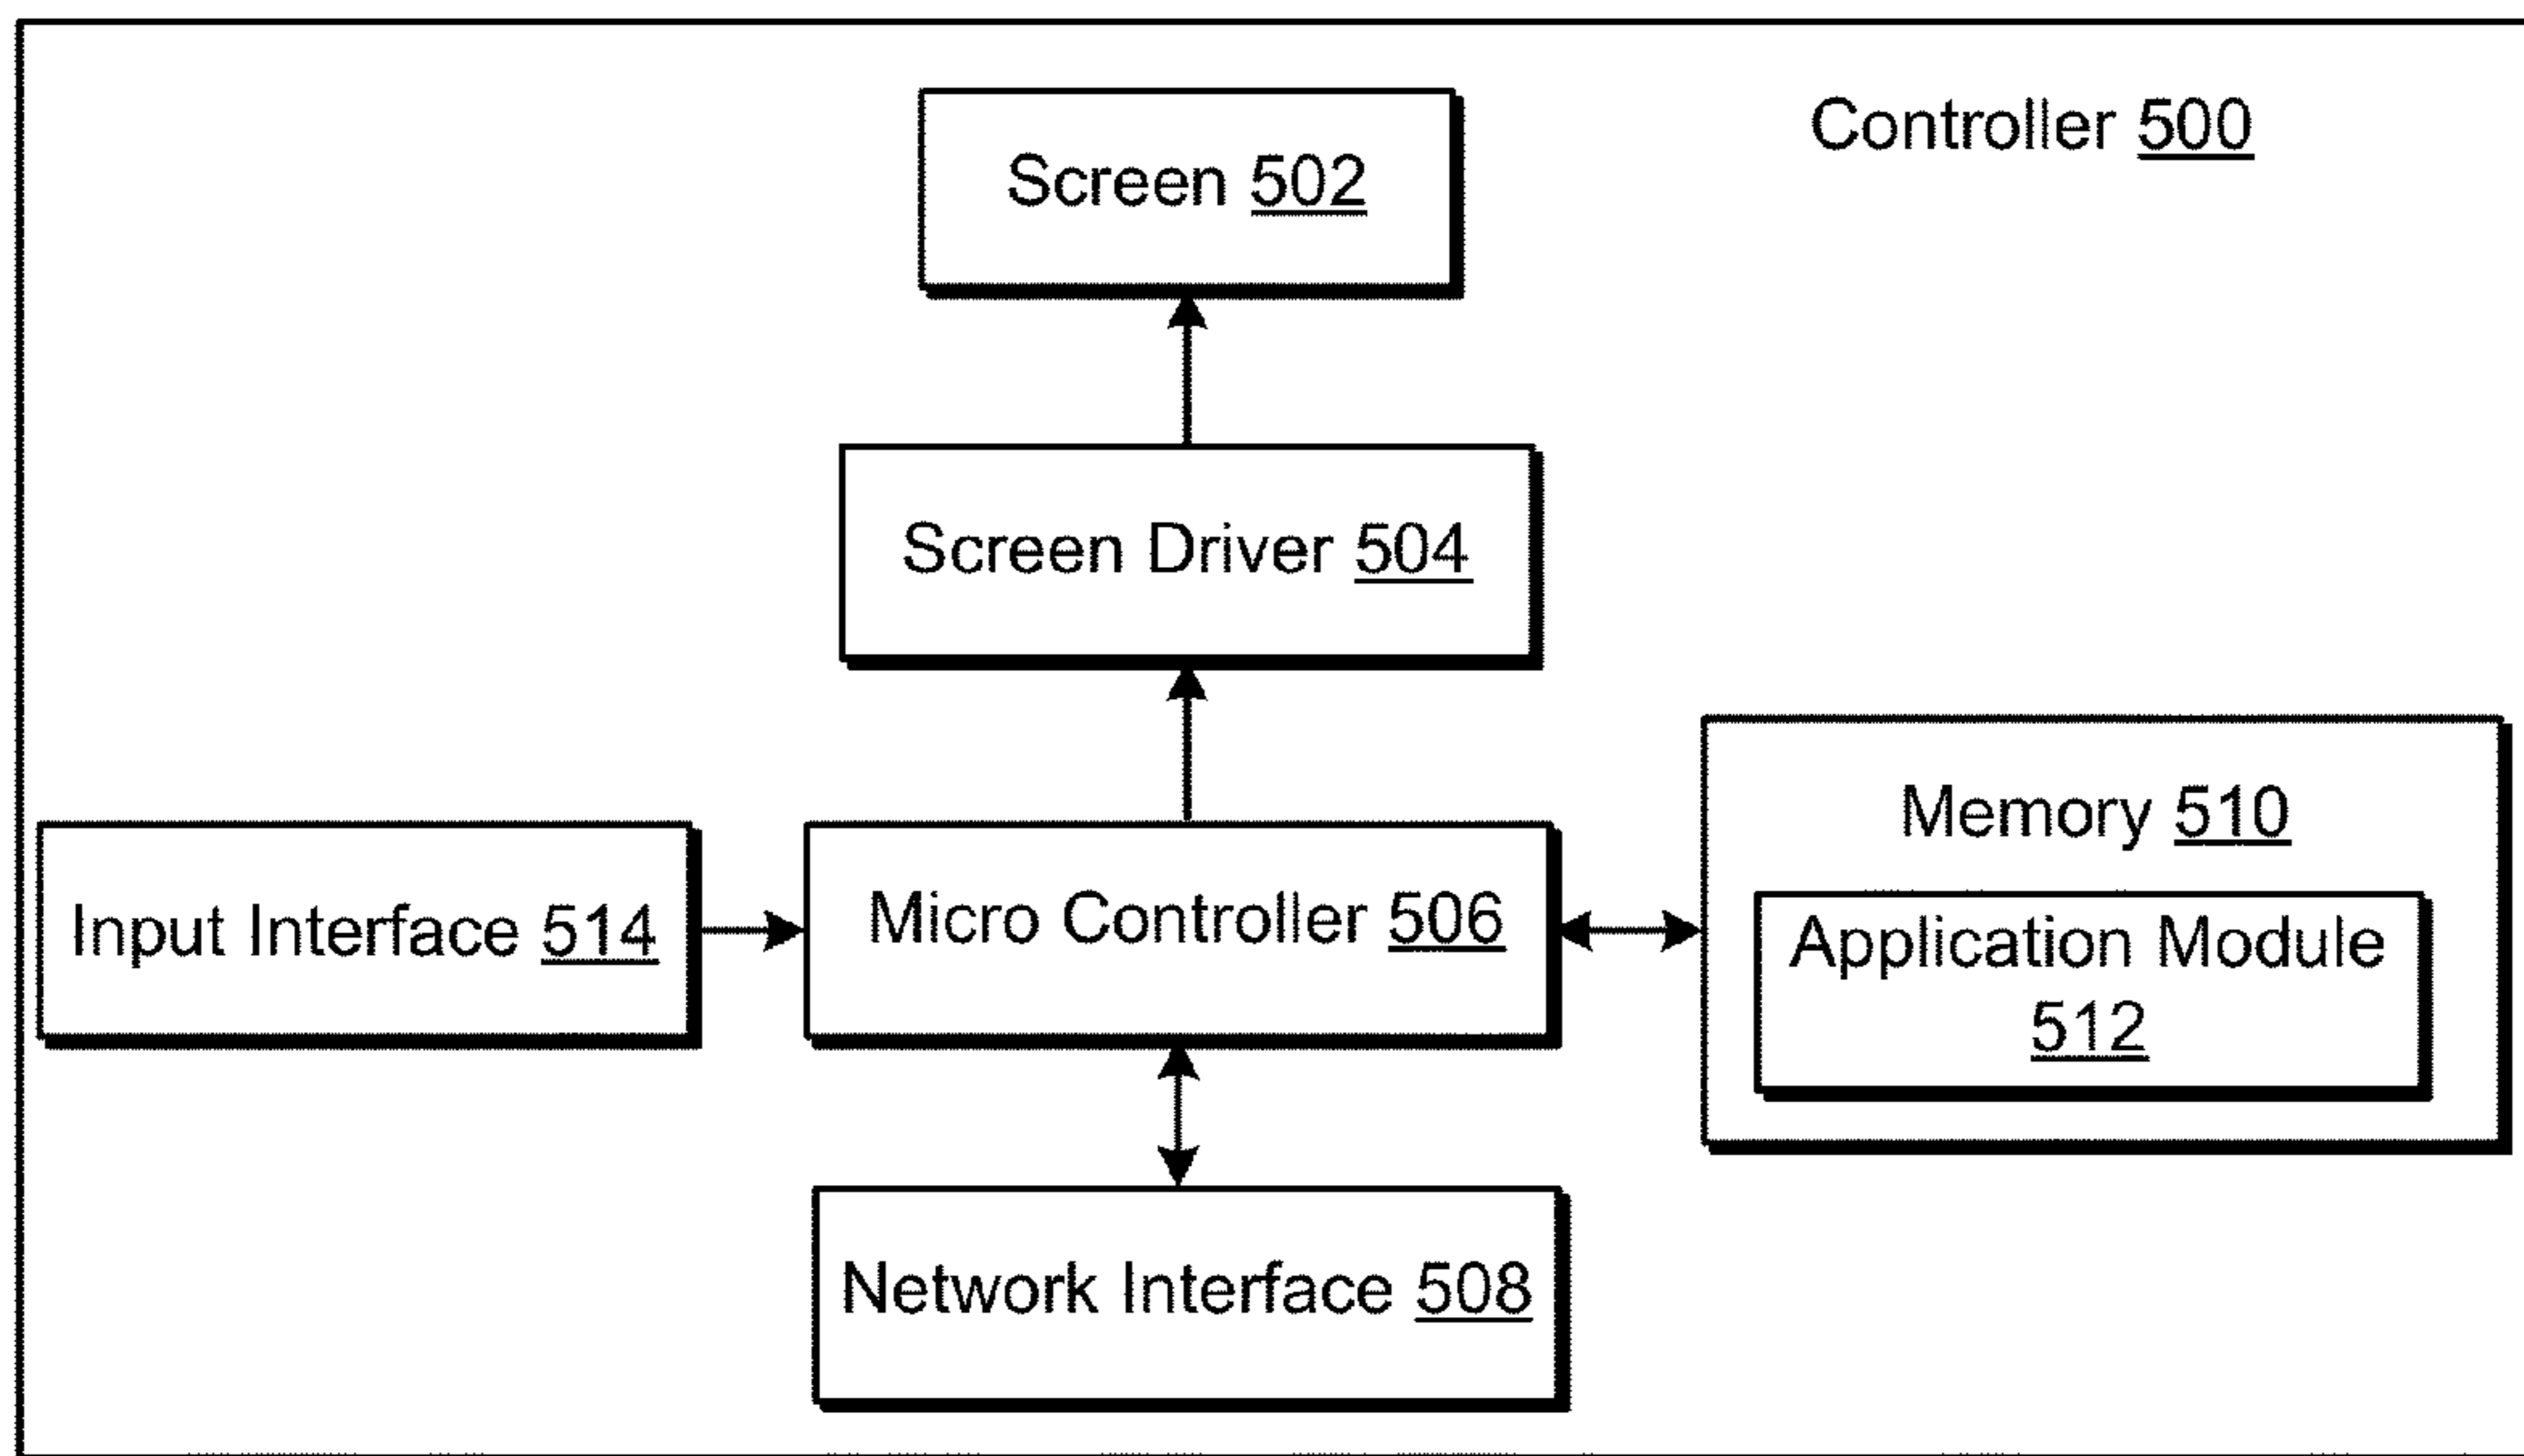 Controller 500
Screen 502
Screen Driver 504
Memory 510
Input Interface 514
Micro Controller 506
Application Module
512
Network Interface 508